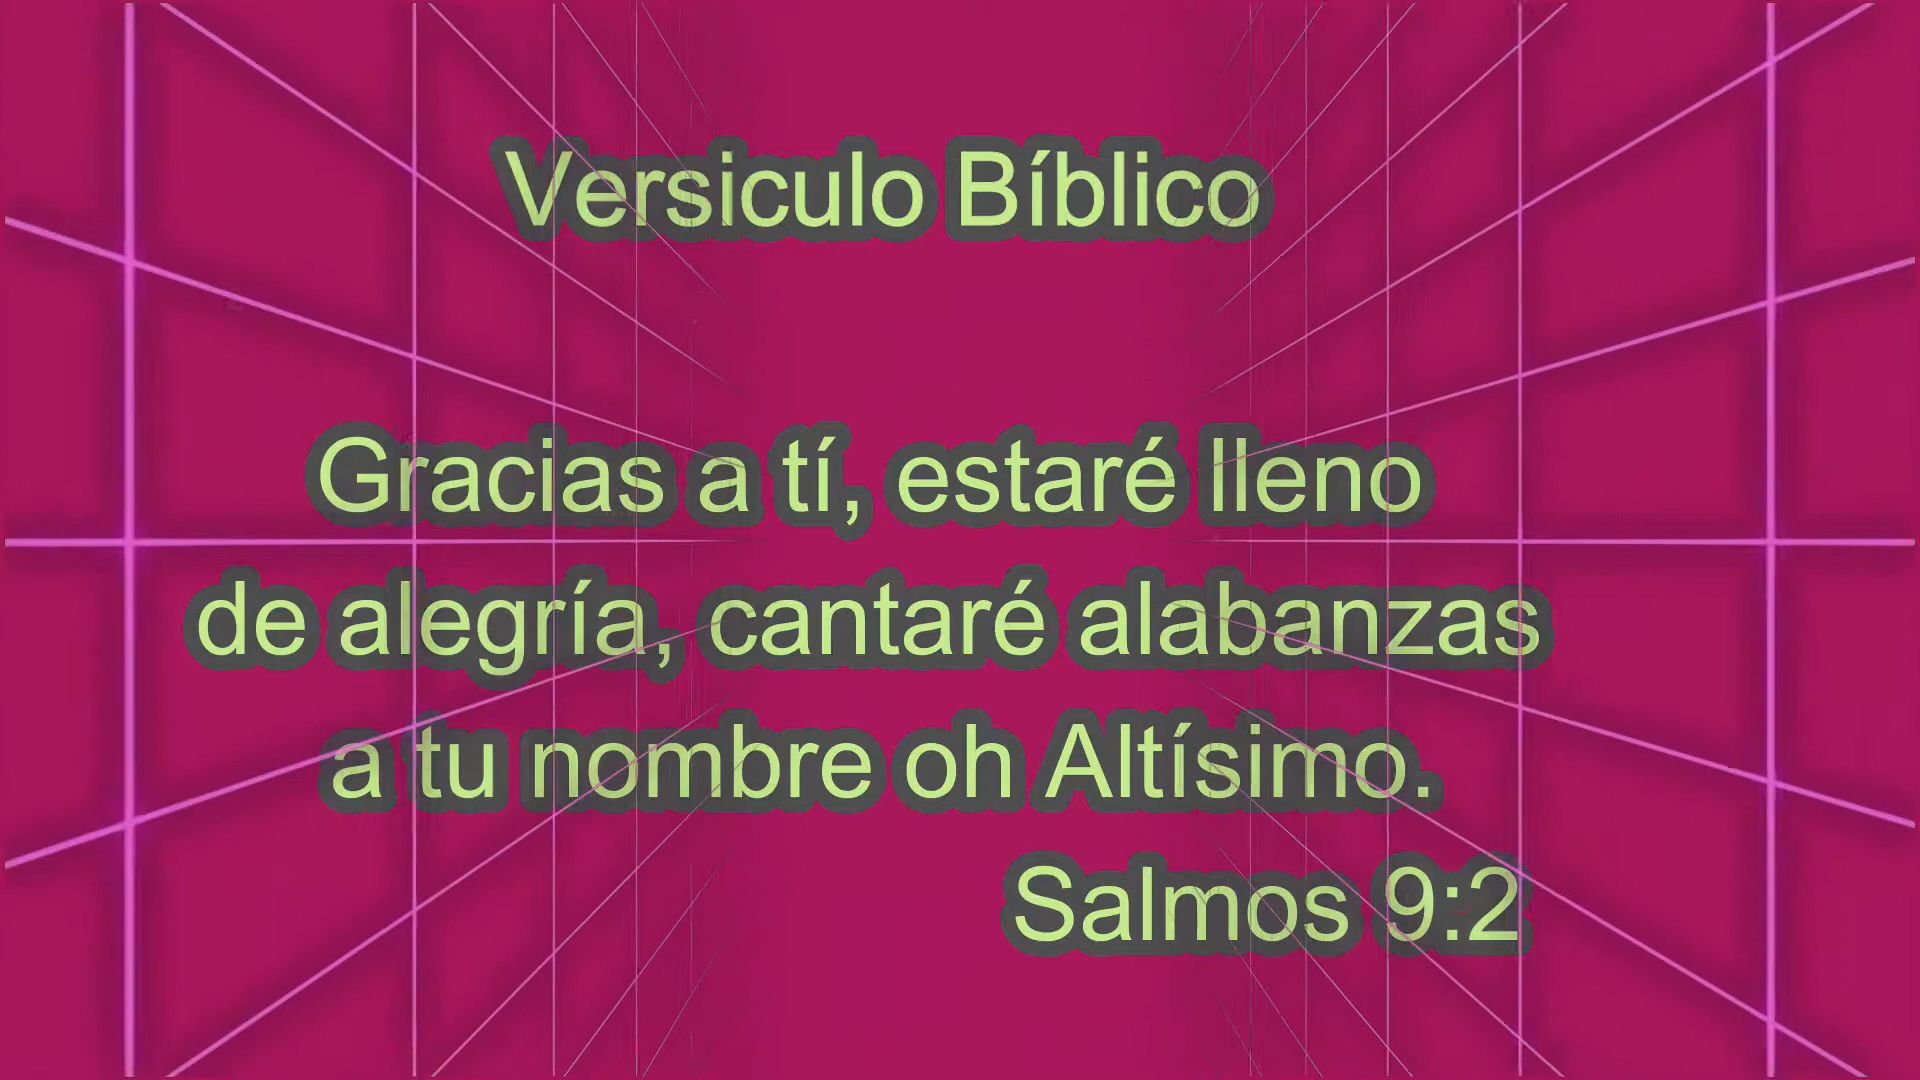 Versiculo Bíblico
Gracias a tí, estaré lleno
de alegría, cantaré alabanzas
a tu nombre oh Altísimo.
Salmos 9:2